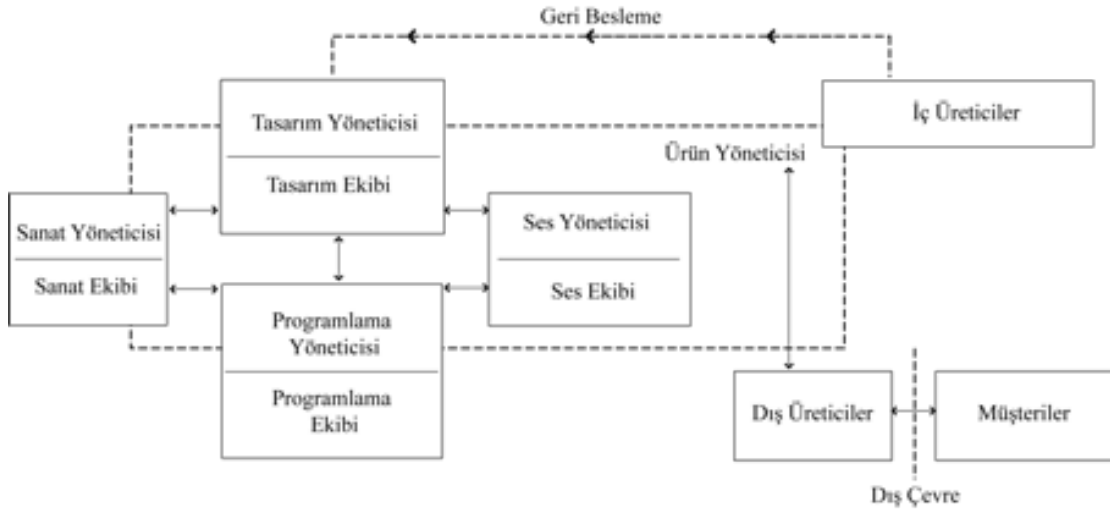 Geri Besleme
Tasarım Yöneticisi
Tasarım Ekibi
İç Üreticiler
Ürün Yöneticisi
Sanat Yöneticisi
Sanat Ekibi
Ses Yöneticisi
Ses Ekibi
Programlama
Yöneticisi
Programlama
Ekibi
Dış Üreticiler
Müşteriler
Dış Çevre